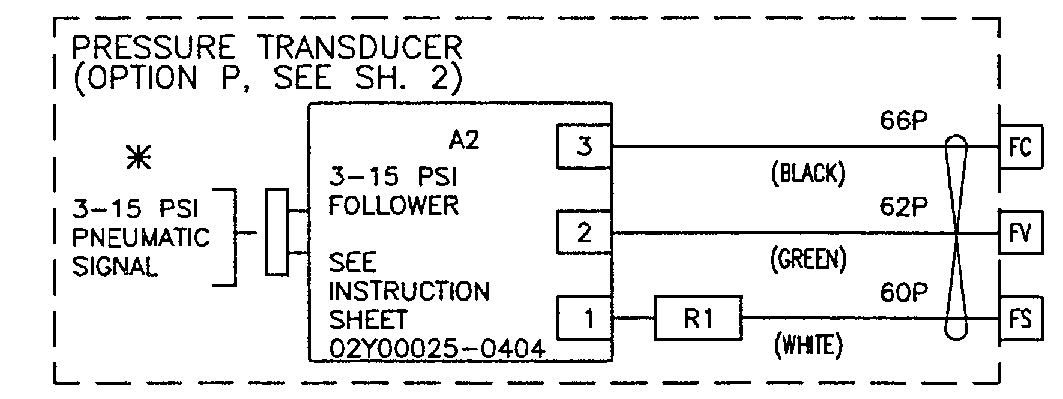 PRESSURE TRANSDUCER
(OPTION P, SEE SH. 2)
*
3-15 PSI
PNEUMATIC
SIGNAL
A2
3-15 PSI
FOLLOWER
SEE
INSTRUCTION
SHEET
02Y00025-0404
3
66P
(BLACK)
FC
2
62P
(GREEN)
FV
1
R1
60P
(WHITE)
FS